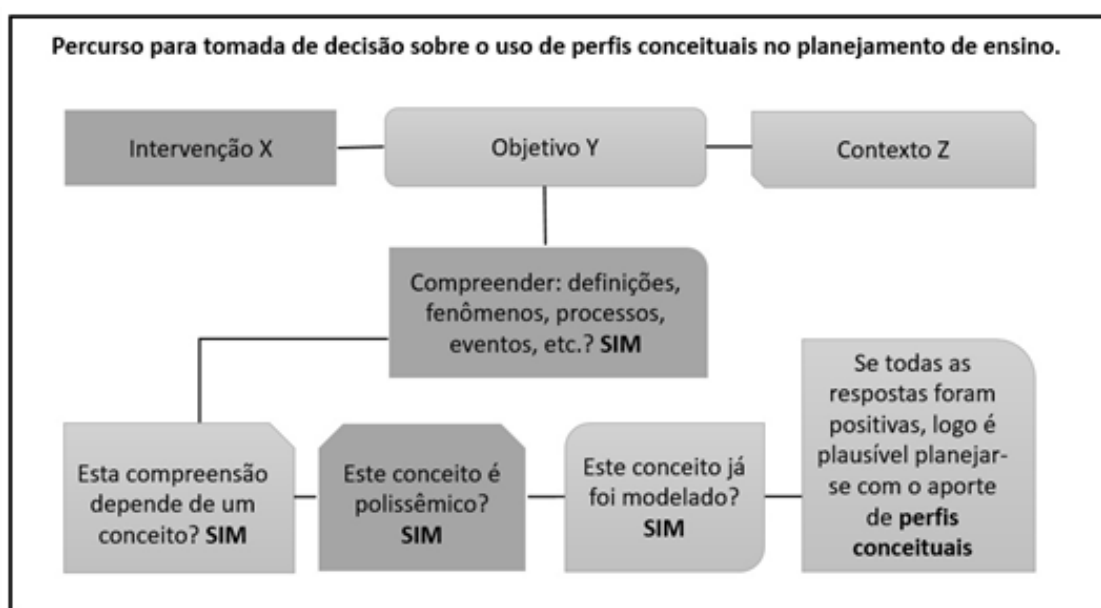 Percurso para tomada de decisão sobre o uso de perfis conceituais no planejamento de ensino.
Intervenção X
Objetivo Y
Contexto Z
Compreender: definições,
fenômenos, processos,
eventos, etc.? SIM
Esta compreensão
depende de um
conceito? SIM
Este conceito é
polissêmico?
SIM
Este conceito já
foi modelado?
SIM
Se todas as
respostas foram
positivas, logo é
plausível planejar-
se com o aporte
de perfis
conceituais